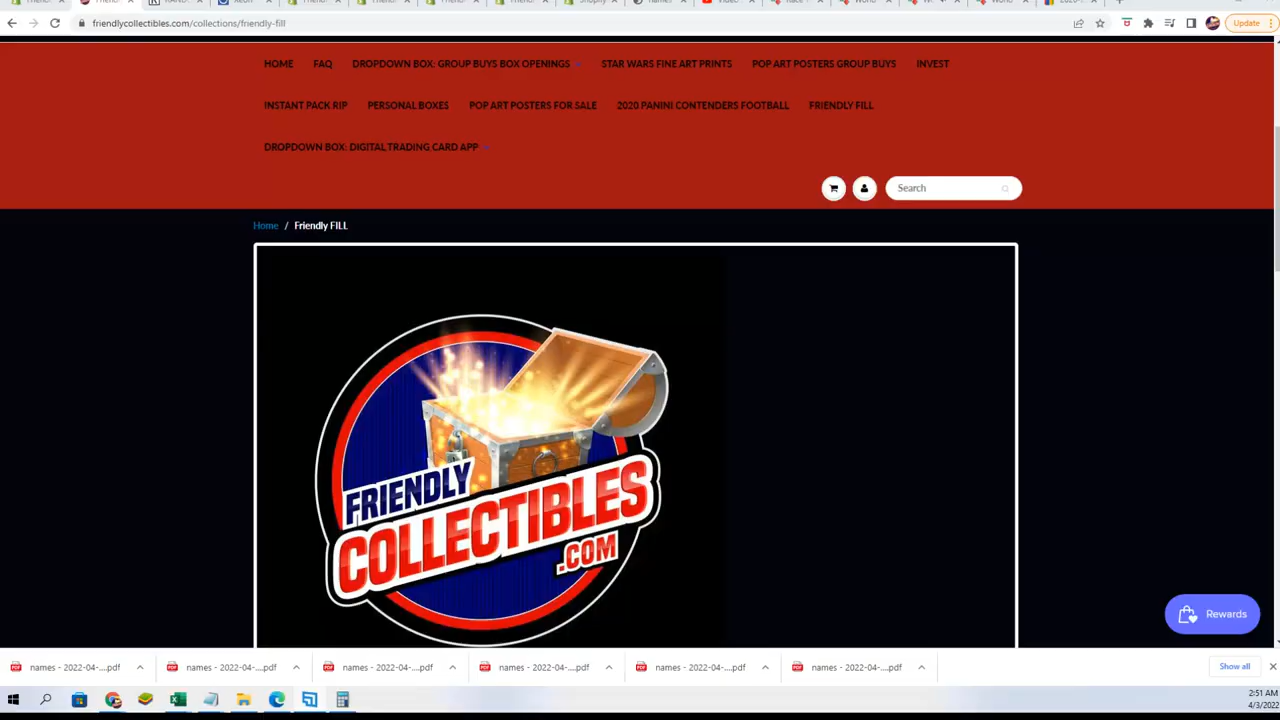 friendlycollectibles.com/collections/friendly-fill
Update
HOME FAQ DROPDOWN BOX: GROUP BUYS BOX OPENINGS STAR WARS FINE ART PRINTS POP ART POSTERS GROUP BUYS INVEST
INSTANT PACK RIP PERSONAL BOXES POP ART POSTERS FOR SALE 2020 PANINI CONTENDERS FOOTBALL FRIENDLY FILL
DROPDOWN BOX: DIGITAL TRADING CARD APP
Search
Home / Friendly FILL
FRIENDLY
COLLECTIBLES
.COM
Rewards
names - 2022-04-....pdf names - 2022-04-....pdf names - 2022-04-....pdf names - 2022-04-....pdf names - 2022-04-....pdf names - 2022-04-....pdf Show all
2:51 AM
4/3/2022